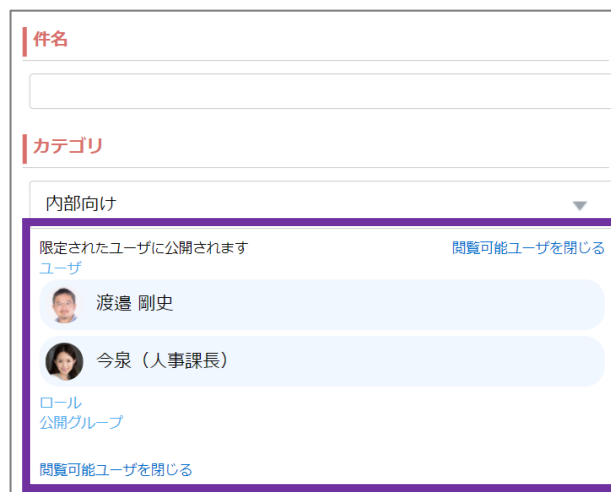 件名
カテゴリ
内部向け
限定されたユーザに公開されます 閲覧可能ユーザを閉じる
ユーザ
渡邉 剛史
今泉（人事課長）
ロール
公開グループ
閲覧可能ユーザを閉じる